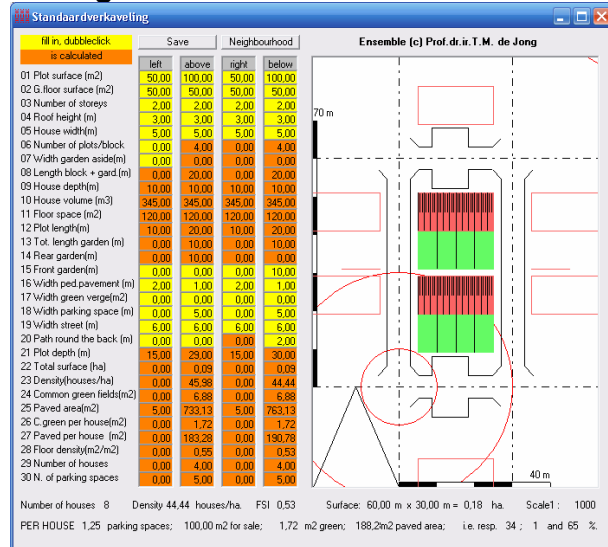 Standaardverkaveling
fill in, dubbleclick Save Neighbourhood Ensemble (c) Prof.dr.ir.T.M. de Jong
is calculated left above right below
01 Plot surface (m2) 50,00 100,00 50,00 100,00
02 G.floor surface (m2) 50,00 50,00 50,00 50,00
03 Number of storeys 2,00 2,00 2,00 2,00
04 Roof height (m) 3,00 3,00 3,00 3,00
05 House width(m) 5,00 5,00 5,00 5,00
06 Number of plots/block 0,00 4,00 0,00 4,00
07 Width garden aside(m) 0,00 0,00 0,00 0,00
08 Length block + gard.(m) 0,00 20,00 0,00 20,00
09 House depth(m) 10,00 10,00 10,00 10,00
10 House volume (m3) 345,00 345,00 345,00 345,00
11 Floor space (m2) 120,00 120,00 120,00 120,00
12 Plot length(m) 10,00 20,00 10,00 20,00
13 Tot. length garden (m) 0,00 10,00 0,00 10,00
14 Rear garden(m) 0,00 10,00 0,00 0,00
15 Front garden(m) 0,00 0,00 0,00 10,00
16 Width ped.pavement (m) 2,00 1,00 2,00 1,00
17 Width green verge(m2) 0,00 0,00 0,00 0,00
18 Width parking space (m) 0,00 5,00 0,00 5,00
19 Width street (m) 6,00 6,00 6,00 6,00
20 Path round the back (m) 0,00 0,00 0,00 2,00
21 Plot depth (m) 15,00 29,00 15,00 30,00
22 Total surface (ha) 0,00 0,09 0,00 0,09
23 Density(houses/ha) 0,00 45,98 0,00 44,44
24 Common green fields(m2) 0,00 6,88 0,00 6,88
25 Paved area(m2) 5,00 733,13 5,00 763,13
26 C.green per house(m2) 0,00 1,72 0,00 1,72
27 Paved per house (m2) 0,00 183,28 0,00 190,78
28 Floor density(m2/m2) 0,00 0,55 0,00 0,53
29 Number of houses 0,00 4,00 0,00 4,00
30 N. of parking spaces 0,00 5,00 0,00 5,00
70 m
40 m
Number of houses 8 Density 44,44 houses/ha. FSI 0,53 Surface: 60,00 m x 30,00 m = 0,18 ha. Scale1 : 1000
PER HOUSE 1,25 parking spaces; 100,00 m2 for sale; 1,72 m2 green; 188,2m2 paved area; i.e. resp. 34 ; 1 and 65 %.